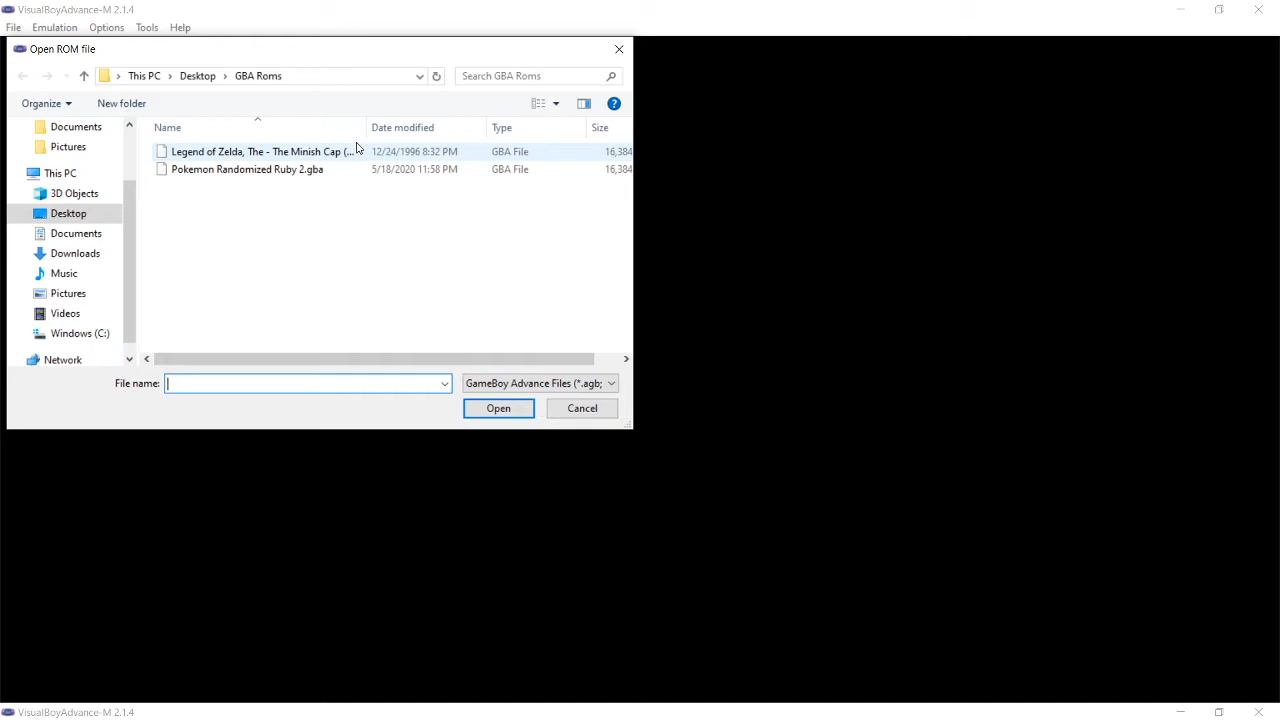 VisualBoyAdvance-M 2.1.4
File Emulation Options Tools Help
Open ROM file
This PC > Desktop > GBA Roms
Search GBA Roms
Organize New folder
Name Date modified Type Size
Legend of Zelda, The - The Minish Cap (... 12/24/1996 8:32 PM GBA File 16,384
Pokemon Randomized Ruby 2.gba 5/18/2020 11:58 PM GBA File 16,384
Documents
Pictures
This PC
3D Objects
Desktop
Documents
Downloads
Music
Pictures
Videos
Windows (C:)
Network
File name: GameBoy Advance Files (*.agb;
Open Cancel
VisualBoyAdvance-M 2.1.4